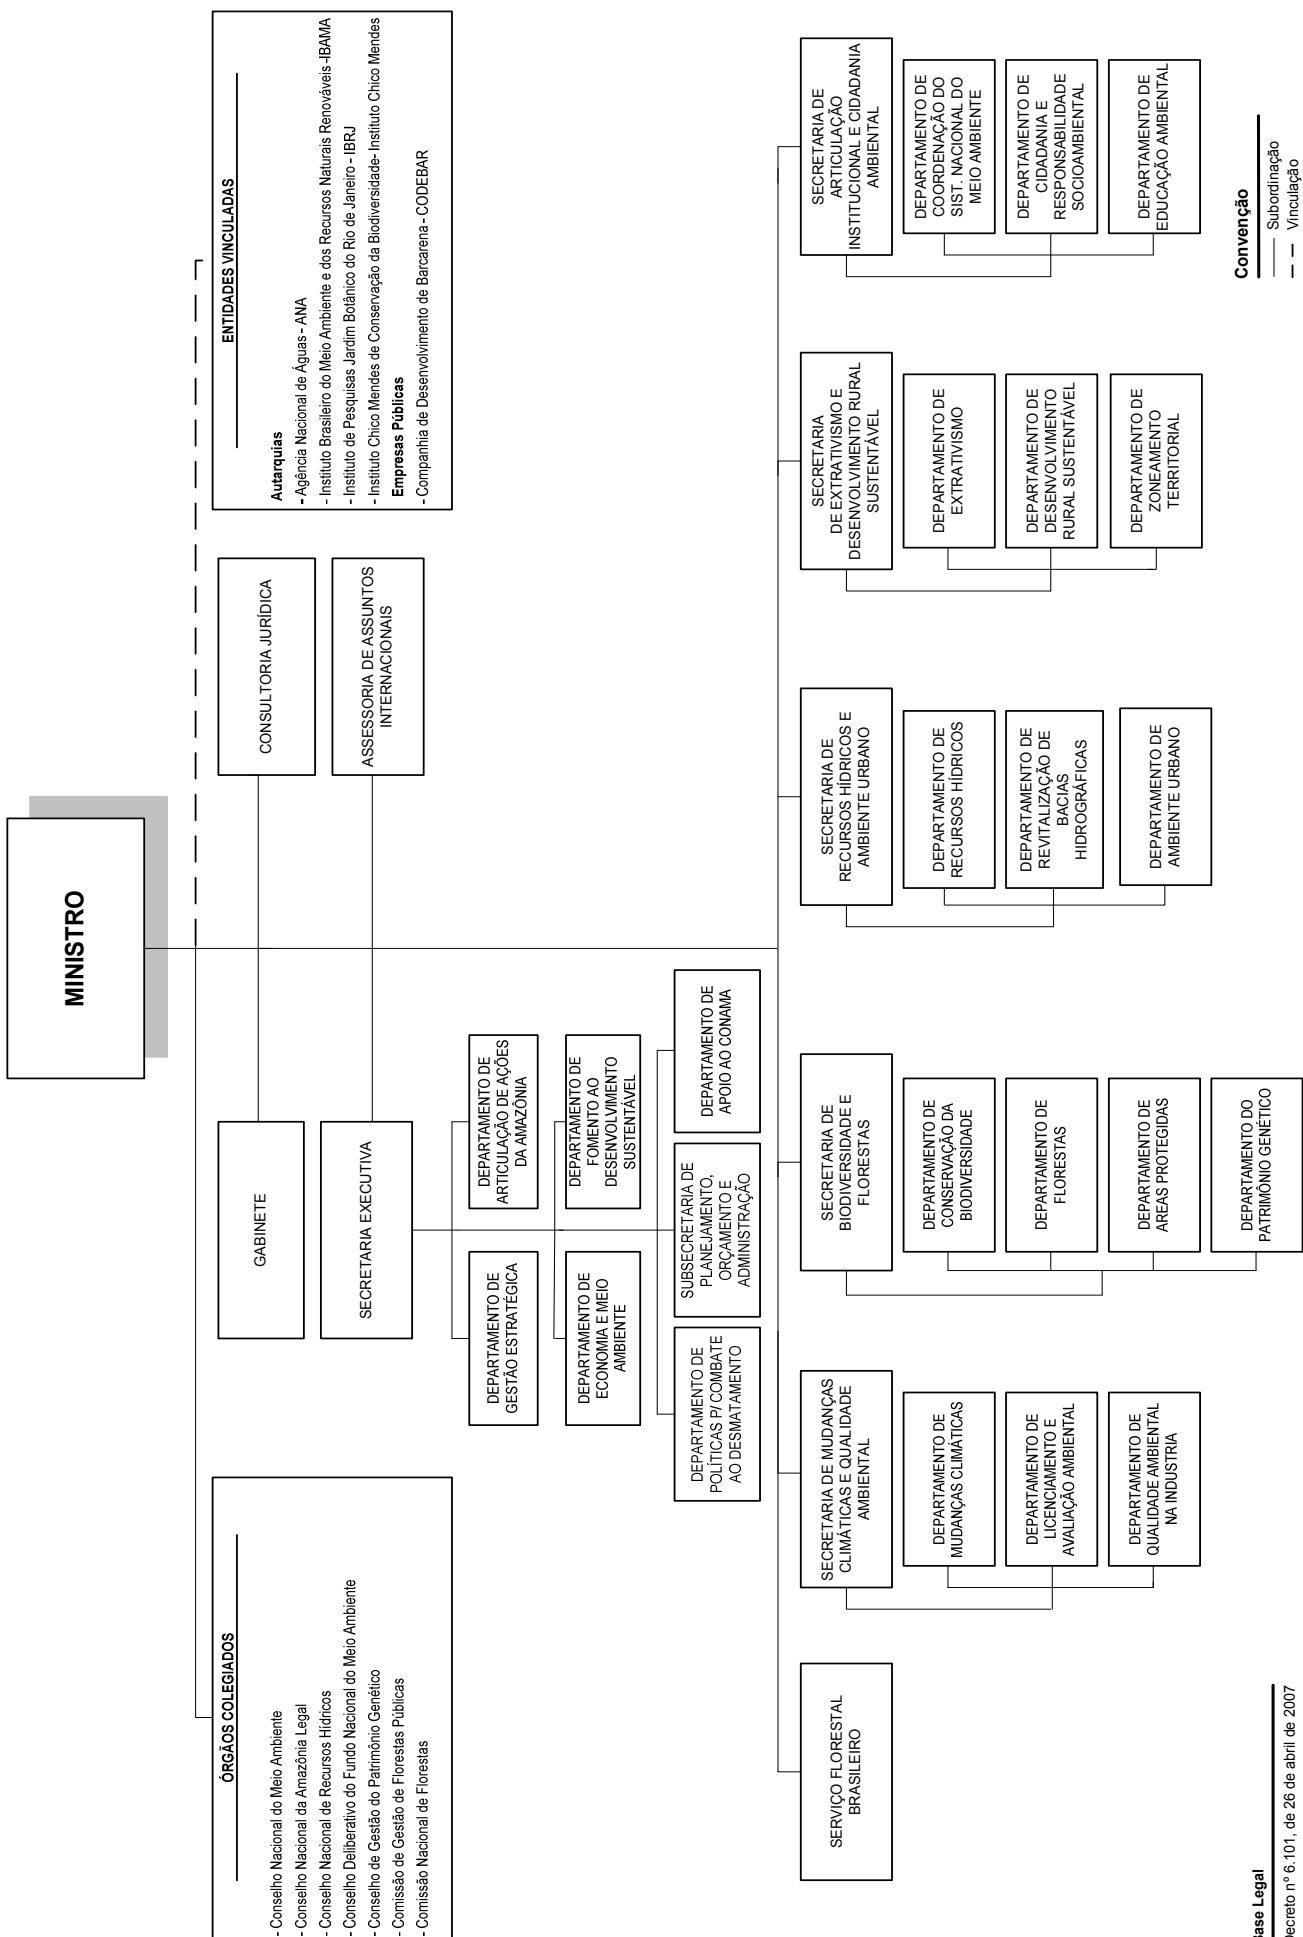 MINISTRO
ÓRGÃOS COLEGIADOS
- Conselho Nacional do Meio Ambiente
- Conselho Nacional da Amazônia Legal
- Conselho Nacional de Recursos Hídricos
- Conselho Deliberativo do Fundo Nacional do Meio Ambiente
- Conselho de Gestão do Patrimônio Genético
- Comissão de Gestão de Florestas Públicas
- Comissão Nacional de Florestas
GABINETE
CONSULTORIA JURÍDICA
SECRETARIA EXECUTIVA
ASSESSORIA DE ASSUNTOS
INTERNACIONAIS
ENTIDADES VINCULADAS
Autarquias
- Agência Nacional de Águas - ANA
- Instituto Brasileiro do Meio Ambiente e dos Recursos Naturais Renováveis -IBAMA
- Instituto de Pesquisas Jardim Botânico do Rio de Janeiro - IBRJ
- Instituto Chico Mendes de Conservação da Biodiversidade- Instituto Chico Mendes
Empresas Públicas
- Companhia de Desenvolvimento de Barcarena - CODEBAR
DEPARTAMENTO DE
GESTÃO ESTRATÉGICA
DEPARTAMENTO DE
ARTICULAÇÃO DE AÇÕES
DA AMAZÔNIA
DEPARTAMENTO DE
ECONOMIA E MEIO
AMBIENTE
DEPARTAMENTO DE
FOMENTO AO
DESENVOLVIMENTO
SUSTENTÁVEL
DEPARTAMENTO DE
POLÍTICAS P/ COMBATE
AO DESMATAMENTO
SUBSECRETARIA DE
PLANEJAMENTO,
ORÇAMENTO E
ADMINISTRAÇÃO
DEPARTAMENTO DE
APOIO AO CONAMA
SERVIÇO FLORESTAL
BRASILEIRO
SECRETARIA DE MUDANÇAS
CLIMÁTICAS E QUALIDADE
AMBIENTAL
DEPARTAMENTO DE
MUDANÇAS CLIMÁTICAS
DEPARTAMENTO DE
LICENCIAMENTO E
AVALIAÇÃO AMBIENTAL
DEPARTAMENTO DE
QUALIDADE AMBIENTAL
NA INDUSTRIA
SECRETARIA DE
BIODIVERSIDADE E
FLORESTAS
DEPARTAMENTO DE
CONSERVAÇÃO DA
BIODIVERSIDADE
DEPARTAMENTO DE
FLORESTAS
DEPARTAMENTO DE
AREAS PROTEGIDAS
DEPARTAMENTO DO
PATRIMÔNIO GENÉTICO
SECRETARIA DE
RECURSOS HÍDRICOS E
AMBIENTE URBANO
DEPARTAMENTO DE
RECURSOS HÍDRICOS
DEPARTAMENTO DE
REVITALIZAÇÃO DE
BACIAS
HIDROGRÁFICAS
DEPARTAMENTO DE
AMBIENTE URBANO
SECRETARIA
DE EXTRATIVISMO E
DESENVOLVIMENTO RURAL
SUSTENTÁVEL
DEPARTAMENTO DE
EXTRATIVISMO
DEPARTAMENTO DE
DESENVOLVIMENTO
RURAL SUSTENTÁVEL
DEPARTAMENTO DE
ZONEAMENTO
TERRITORIAL
SECRETARIA DE
ARTICULAÇÃO
INSTITUCIONAL E CIDADANIA
AMBIENTAL
DEPARTAMENTO DE
COORDENAÇÃO DO
SIST. NACIONAL DO
MEIO AMBIENTE
DEPARTAMENTO DE
CIDADANIA E
RESPONSABILIDADE
SOCIOAMBIENTAL
DEPARTAMENTO DE
EDUCAÇÃO AMBIENTAL
Base Legal
Decreto nº 6.101, de 26 de abril de 2007
Convenção
Subordinação
Vinculação